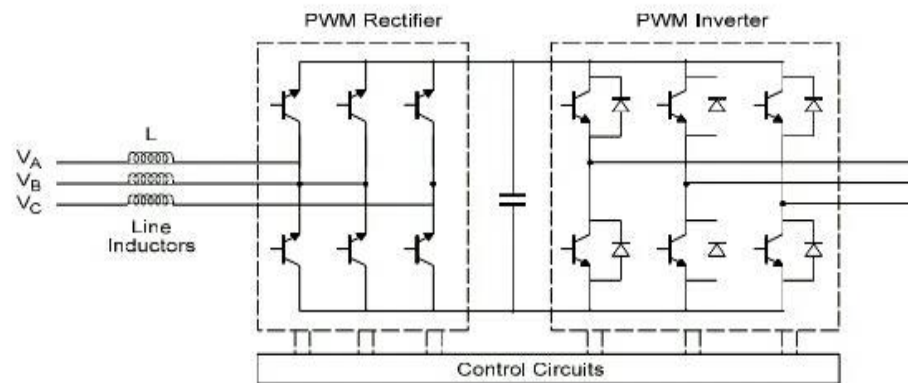 PWM Rectifier
PWM Inverter
L
VA
VB
VC
Line
Inductors
Control Circuits